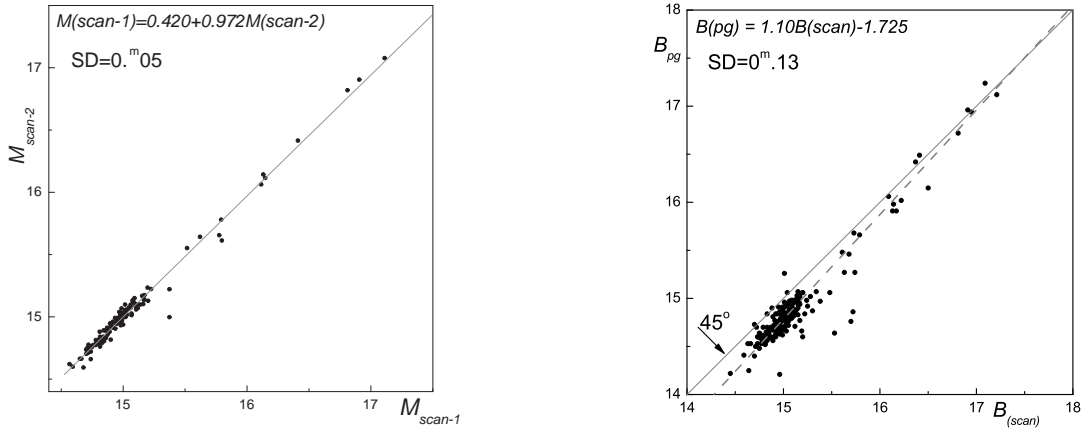 M(scan-1)=0.420+0.972M(scan-2)
SD=0.ᵐ05
17
16
15
M scan-2
15
16
17
M scan-1
B(pg) = 1.10B(scan)-1.725
SD=0ᵐ.13
18
17
16
15
14
B pg
45°
14
15
16
17
18
B (scan)